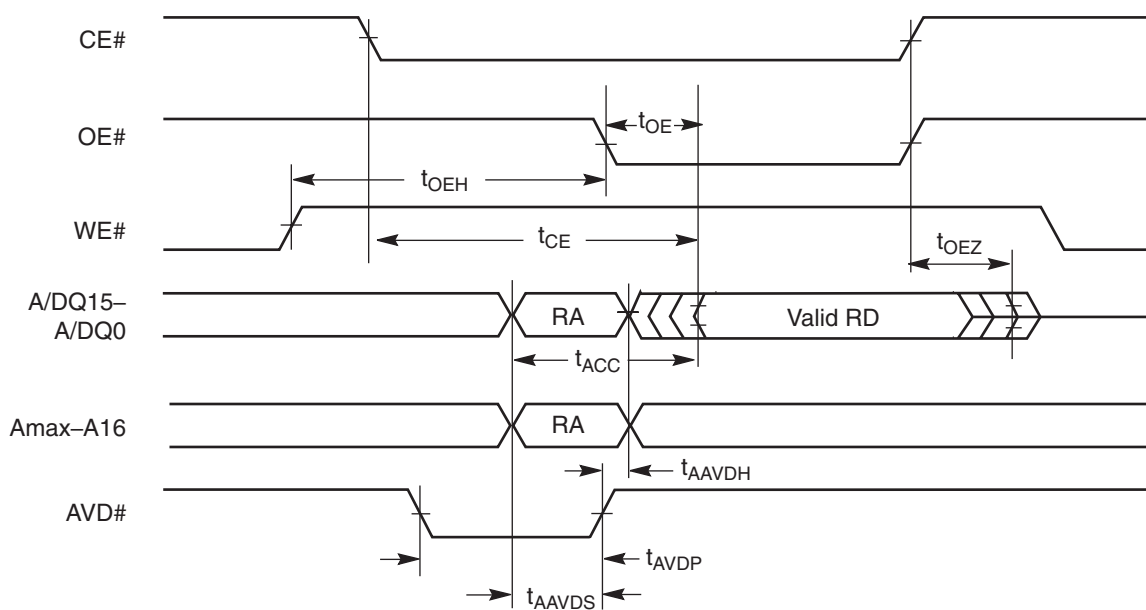 CE#
OE#
tOE
tOEH
WE#
tCE
tOEZ
A/DQ15–
A/DQ0
RA
Valid RD
tACC
Amax–A16
RA
tAAVDH
AVD#
tAVDP
tAAVDS